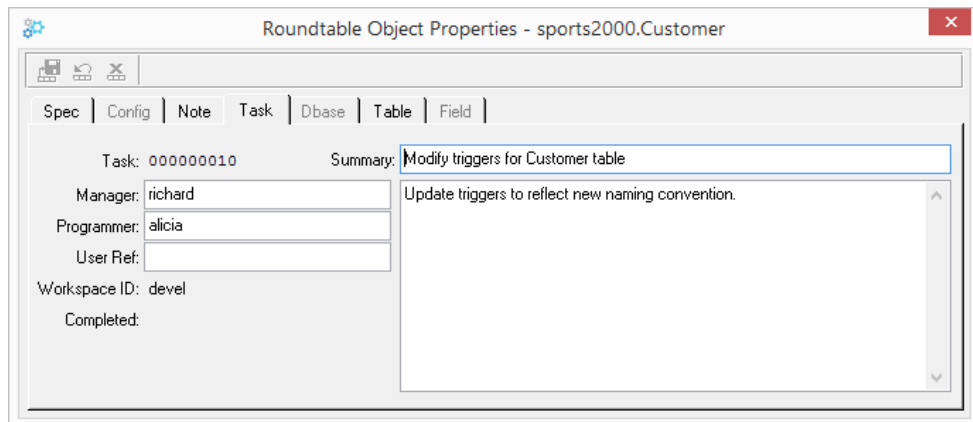 Roundtable Object Properties - sports2000.Customer
Spec Config Note Task Dbase Table Field
Task: 000000010 Summary: Modify triggers for Customer table
Manager: richard Update triggers to reflect new naming convention.
Programmer: alicia
User Ref:
Workspace ID: devel
Completed: